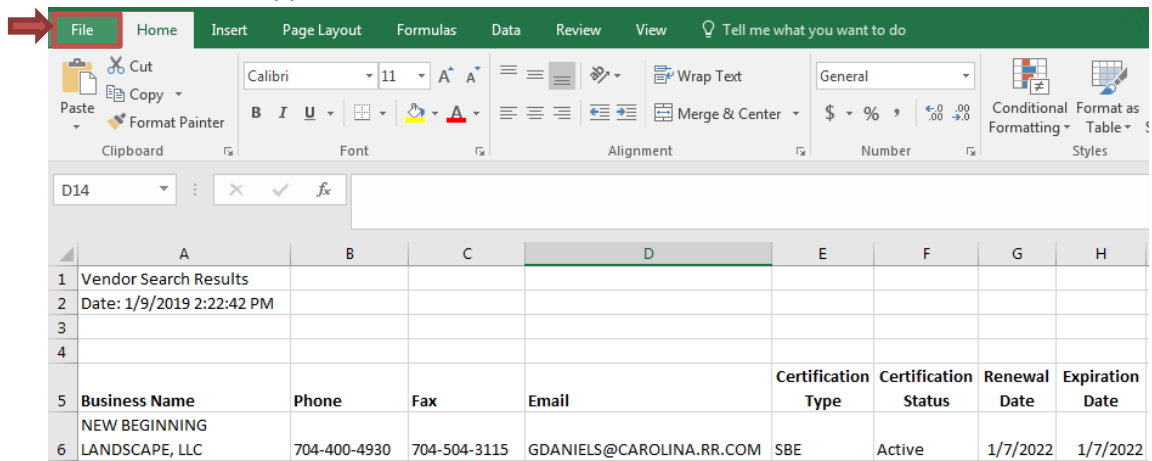 File Home Insert Page Layout Formulas Data Review View Tell me what you want to do
Cut
Copy
Format Painter
Paste
Calibri 11 A A
B I U A
Wrap Text
Merge & Center
General
$ % , .0 .00 .00 .0
Conditional Formatting
Format as Table
Clipboard Font Alignment Number Styles
D14 fx
A B C D E F G H
1 Vendor Search Results
2 Date: 1/9/2019 2:22:42 PM
3
4
5 Business Name Phone Fax Email Certification Type Certification Status Renewal Date Expiration Date
6 NEW BEGINNING LANDSCAPE, LLC 704-400-4930 704-504-3115 GDANIELS@CAROLINA.RR.COM SBE Active 1/7/2022 1/7/2022